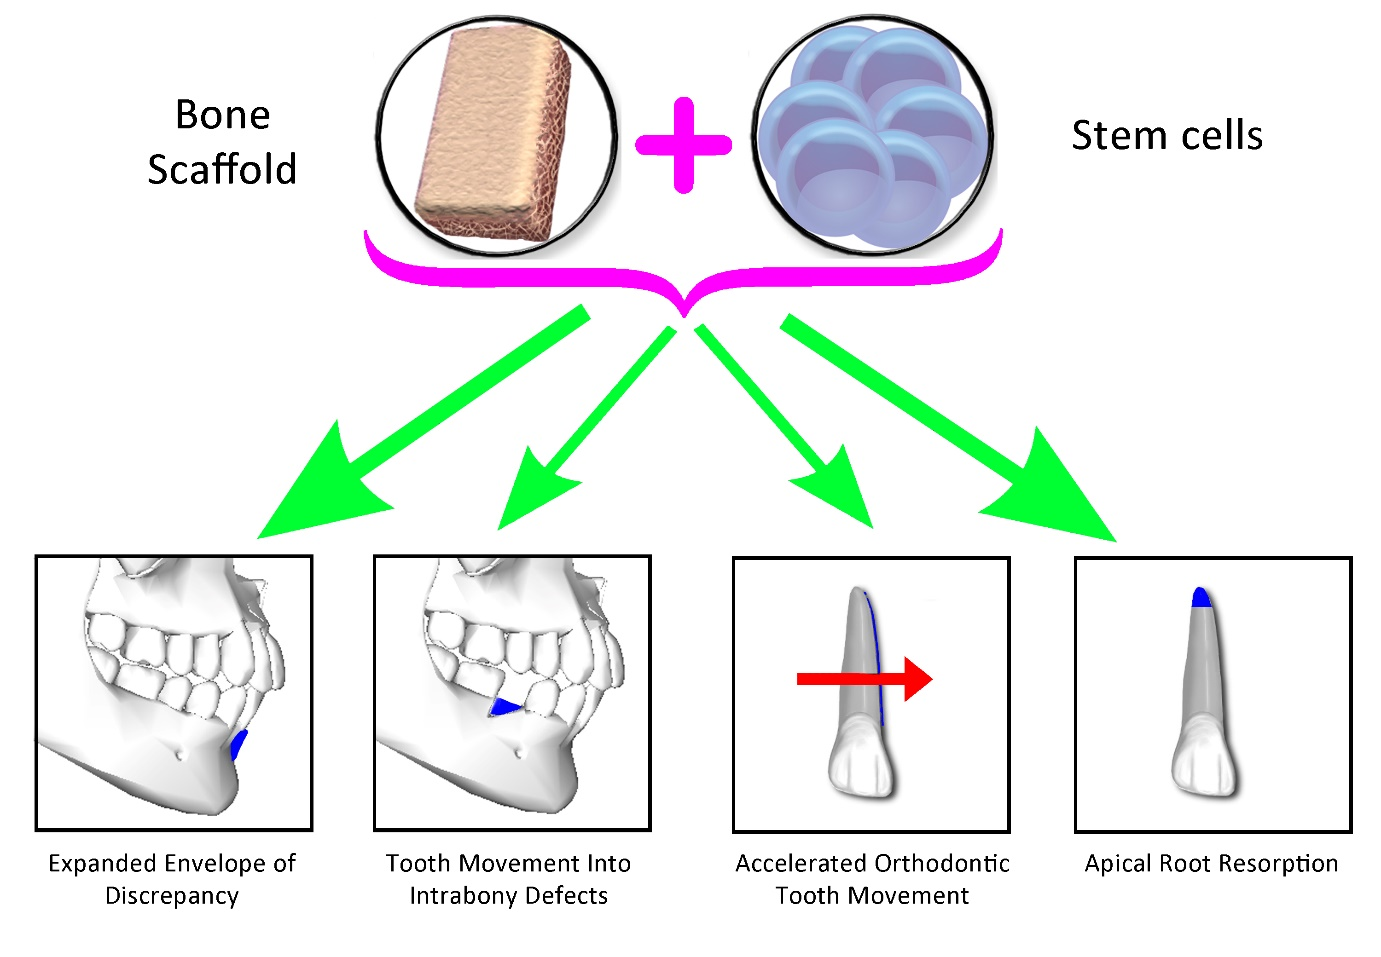 Bone
Scaffold
Stem cells
Expanded Envelope of
Discrepancy
Tooth Movement Into
Intrabony Defects
Accelerated Orthodontic
Tooth Movement
Apical Root Resorption